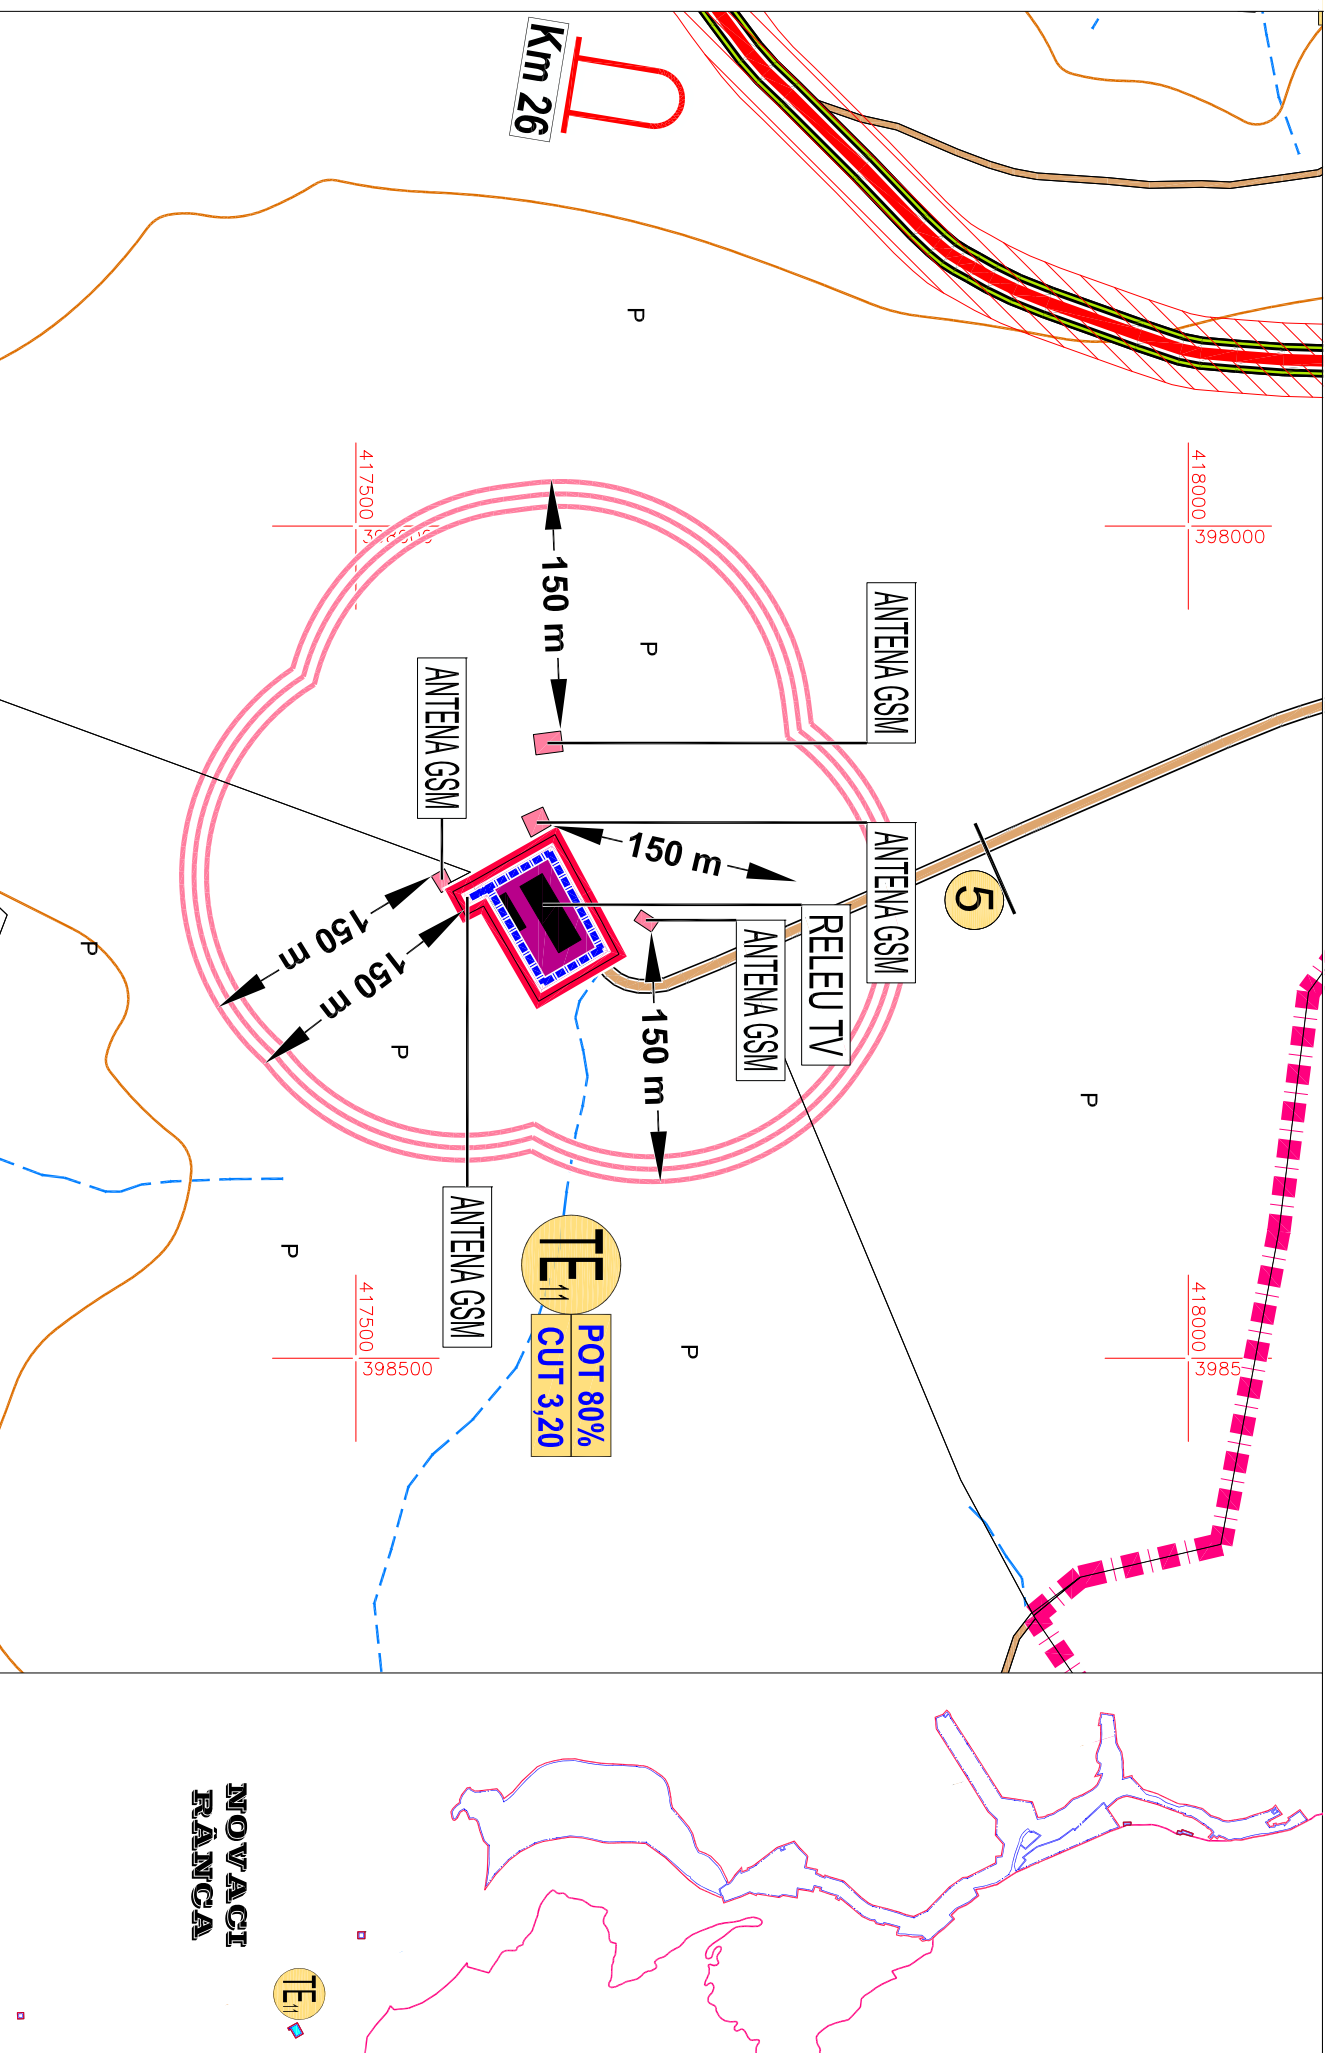 Km 26
P
417500
418000
398000
150 m
P
ANTENA GSM
ANTENA GSM
150 m
ANTENA GSM
5
RELEU TV
ANTENA GSM
150 m
150 m
150 m
P
P
P
P
ANTENA GSM
TE11
POT 80%
CUT 3,20
P
417500
398500
418000
3985
NOVACI
RÂNCA
TE11